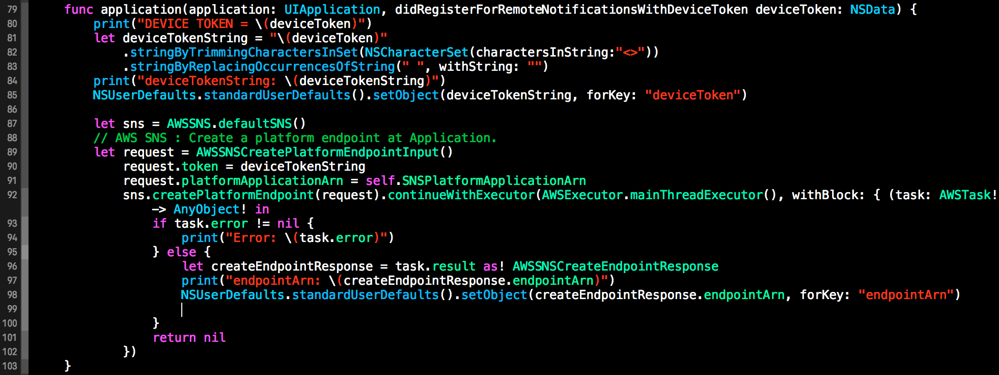 79 func application(application: UIApplication, didRegisterForRemoteNotificationsWithDeviceToken deviceToken: NSData) {
80 print("DEVICE TOKEN = \(deviceToken)")
81 let deviceTokenString = "\(deviceToken)"
82 .stringByTrimmingCharactersInSet(NSCharacterSet(charactersInString:"<>"))
83 .stringByReplacingOccurrencesOfString(" ", withString: "")
84 print("deviceTokenString: \(deviceTokenString)")
85 NSUserDefaults.standardUserDefaults().setObject(deviceTokenString, forKey: "deviceToken")
86
87 let sns = AWSSNS.defaultSNS()
88 // AWS SNS : Create a platform endpoint at Application.
89 let request = AWSSNSCreatePlatformEndpointInput()
90 request.token = deviceTokenString
91 request.platformApplicationArn = self.SNSPlatformApplicationArn
92 sns.createPlatformEndpoint(request).continueWithExecutor(AWSExecutor.mainThreadExecutor(), withBlock: { (task: AWSTask!
-> AnyObject! in
93 if task.error != nil {
94 print("Error: \(task.error)")
95 } else {
96 let createEndpointResponse = task.result as! AWSSNSCreateEndpointResponse
97 print("endpointArn: \(createEndpointResponse.endpointArn)")
98 NSUserDefaults.standardUserDefaults().setObject(createEndpointResponse.endpointArn, forKey: "endpointArn")
99
100 }
101 return nil
102 })
103 }